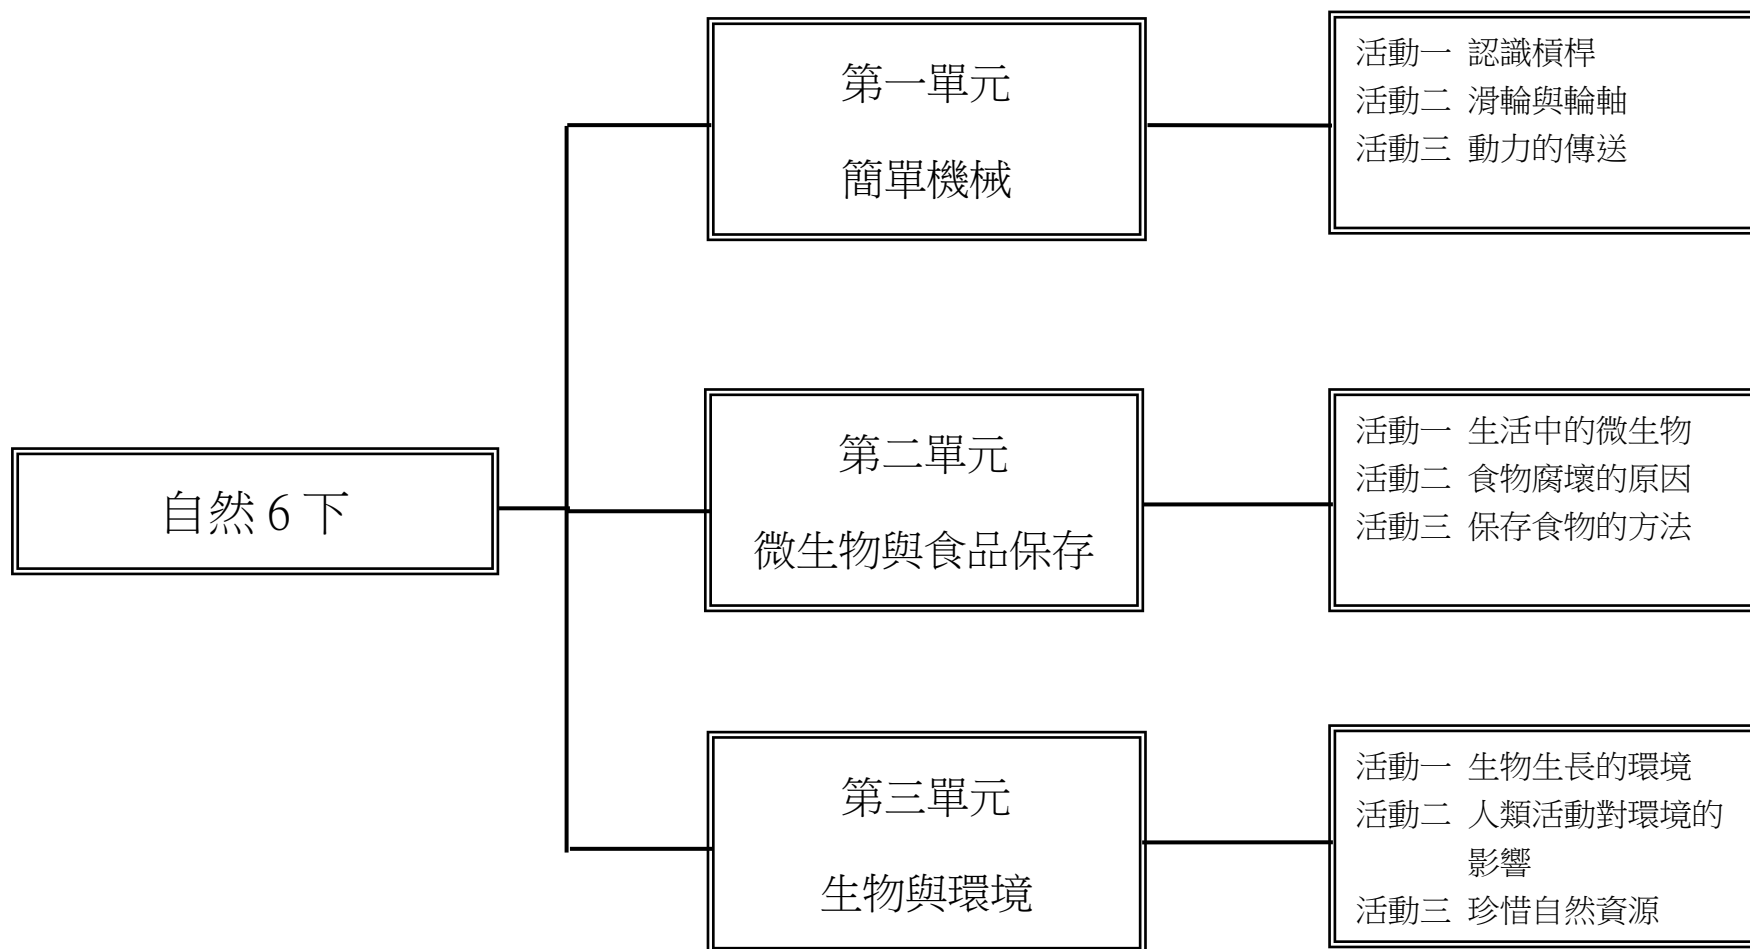 自然 6 下
第一單元
簡單機械
活動一 認識槓桿
活動二 滑輪與輪軸
活動三 動力的傳送
第二單元
微生物與食品保存
活動一 生活中的微生物
活動二 食物腐壞的原因
活動三 保存食物的方法
第三單元
生物與環境
活動一 生物生長的環境
活動二 人類活動對環境的
影響
活動三 珍惜自然資源